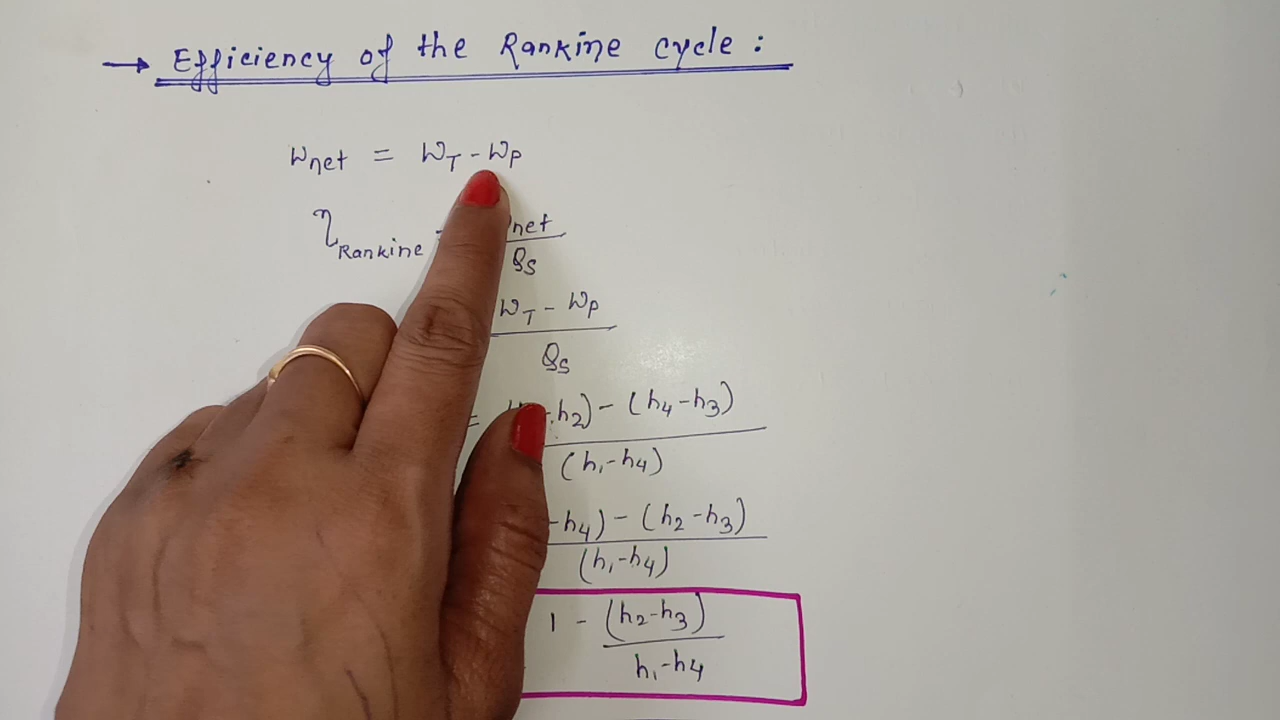 → Efficiency of the Rankine cycle :
Wnet = WT - WP
ηRankine net / QS
WT - WP / QS
= h2) - (h4 - h3) / (h1 - h4)
- h4) - (h2 - h3) / (h1 - h4)
1 - (h2 - h3) / h1 - h4